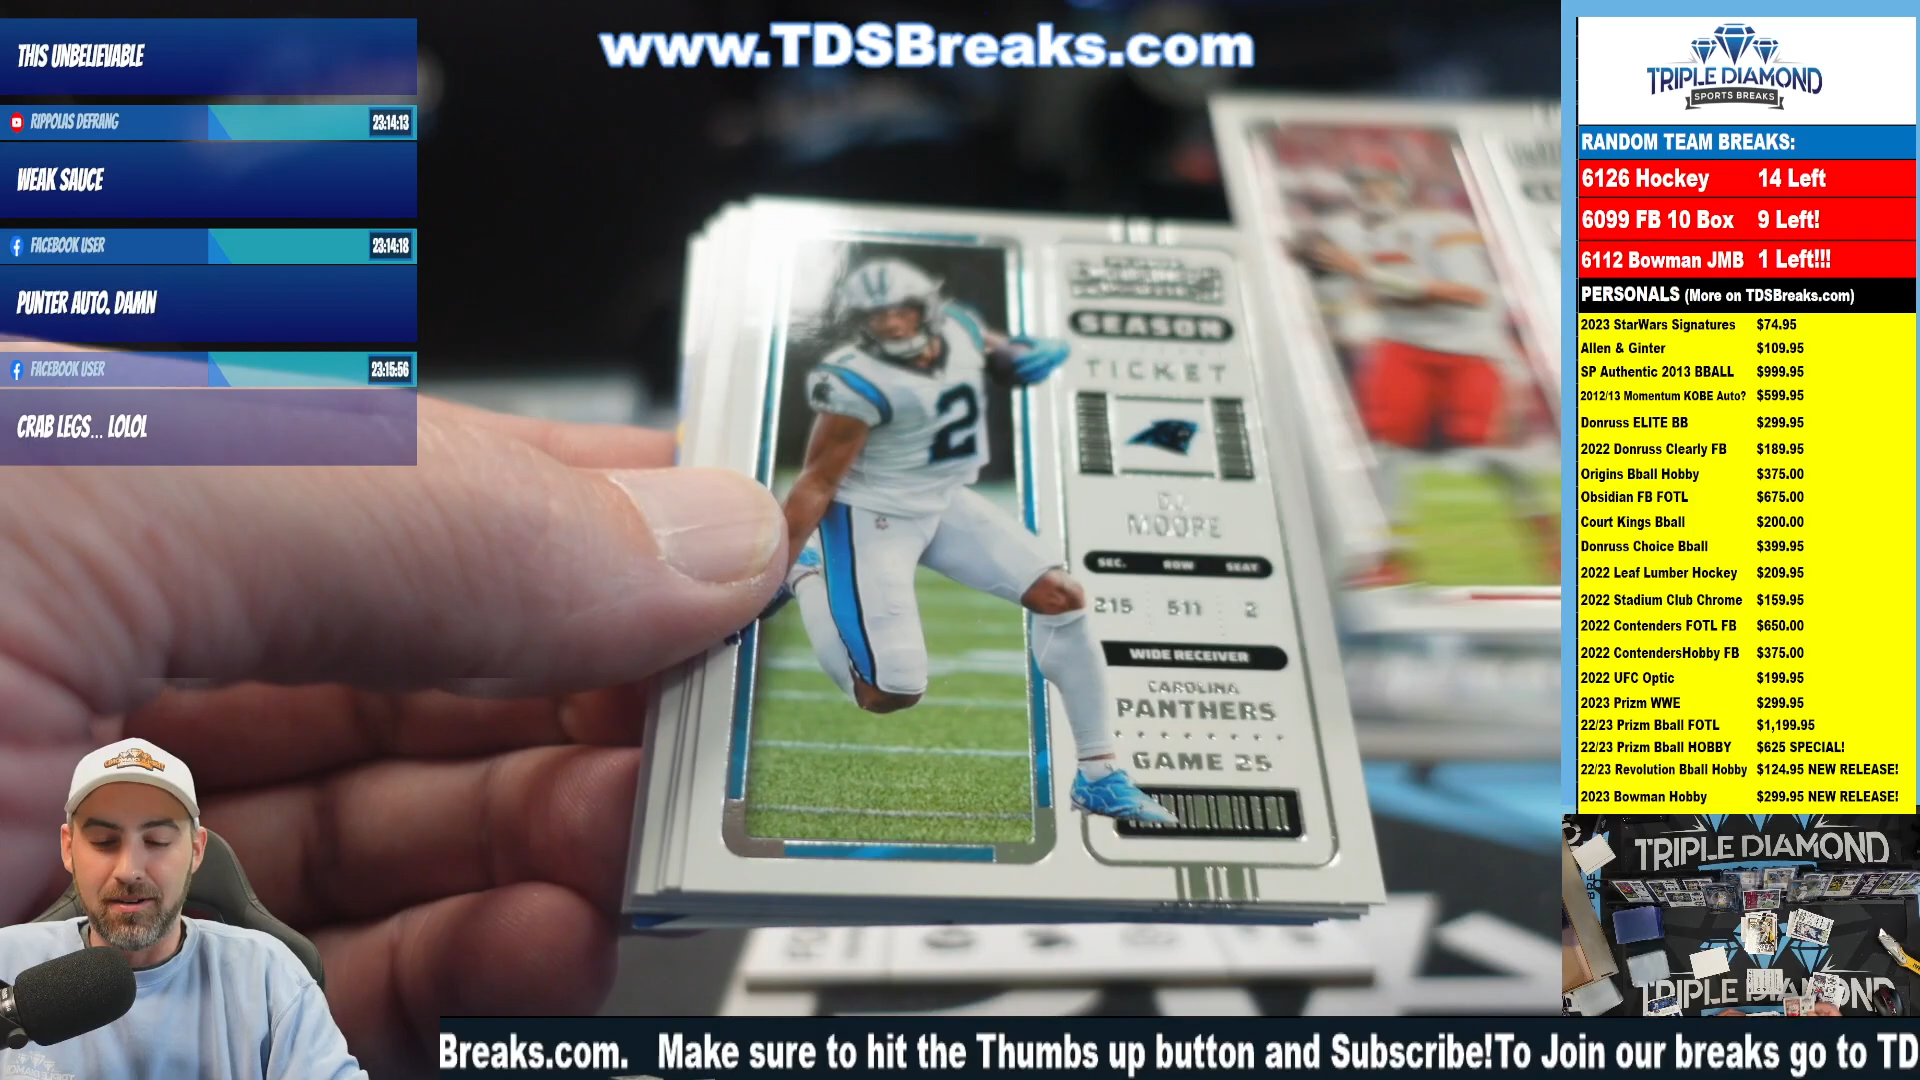 www.TDSBreaks.com
THIS UNBELIEVABLE
RIPPOLAS DEFRANG 23:14:13
WEAK SAUCE
FACEBOOK USER 23:14:18
PUNTER AUTO. DAMN
FACEBOOK USER 23:15:56
CRAB LEGS... LOLOL
CONTENDERS
SEASON
TICKET
2
DJ
MOORE
SEC. ROW SEAT
215 511 2
WIDE RECEIVER
CAROLINA
PANTHERS
GAME 25
TRIPLE DIAMOND
SPORTS BREAKS
RANDOM TEAM BREAKS:
6126 Hockey 14 Left
6099 FB 10 Box 9 Left!
6112 Bowman JMB 1 Left!!!
PERSONALS (More on TDSBreaks.com)
2023 StarWars Signatures $74.95
Allen & Ginter $109.95
SP Authentic 2013 BBALL $999.95
2012/13 Momentum KOBE Auto? $599.95
Donruss ELITE BB $299.95
2022 Donruss Clearly FB $189.95
Origins Bball Hobby $375.00
Obsidian FB FOTL $675.00
Court Kings Bball $200.00
Donruss Choice Bball $399.95
2022 Leaf Lumber Hockey $209.95
2022 Stadium Club Chrome $159.95
2022 Contenders FOTL FB $650.00
2022 ContendersHobby FB $375.00
2022 UFC Optic $199.95
2023 Prizm WWE $299.95
22/23 Prizm Bball FOTL $1,199.95
22/23 Prizm Bball HOBBY $625 SPECIAL!
22/23 Revolution Bball Hobby $124.95 NEW RELEASE!
2023 Bowman Hobby $299.95 NEW RELEASE!
TRIPLE DIAMOND
TRIPLE DIAMOND
Breaks.com. Make sure to hit the Thumbs up button and Subscribe!To Join our breaks go to TD